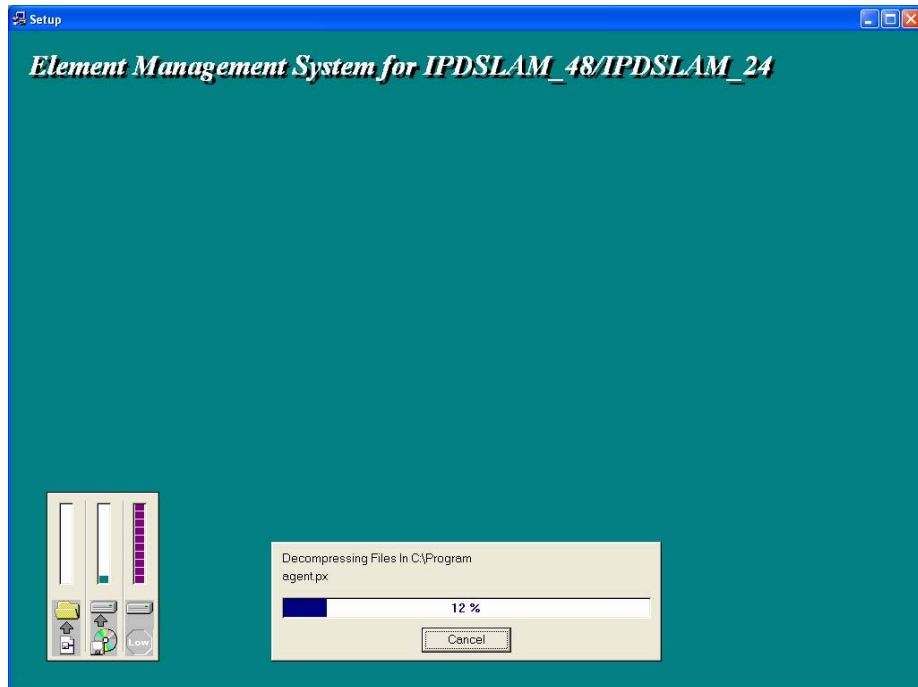 Setup
Element Management System for IPDSLAM_48/IPDSLAM_24
Decompressing Files In C:\Program
agent.px
12 %
Cancel
Low